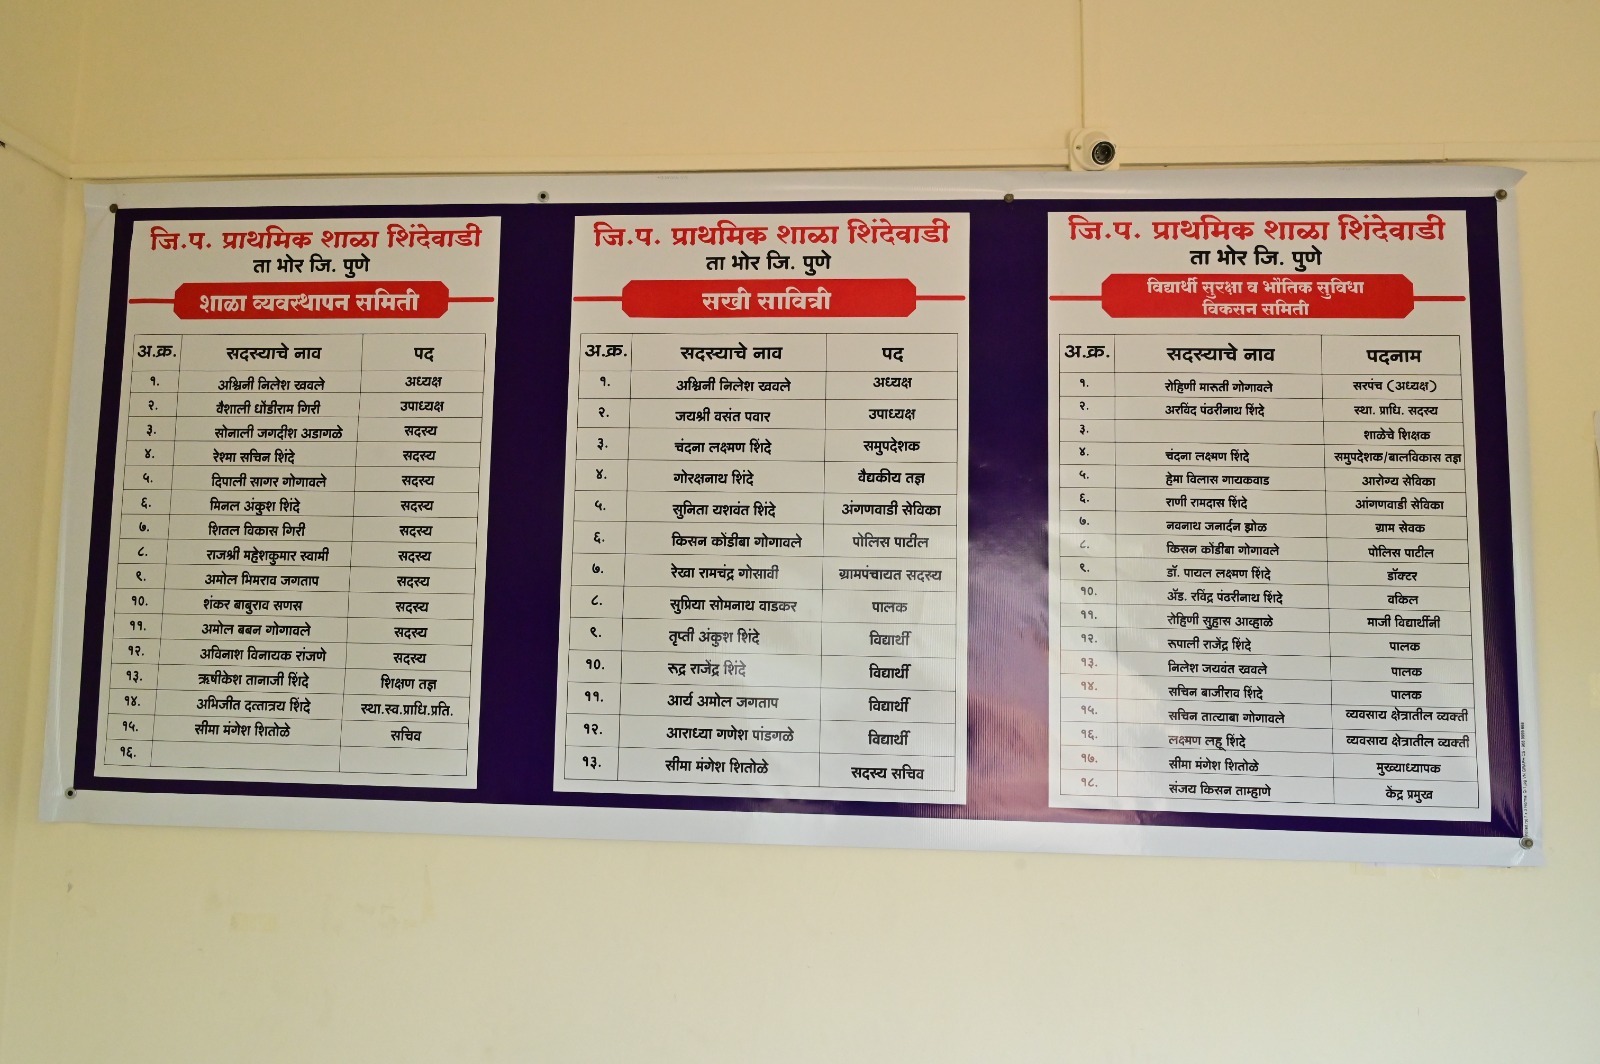 जि.प. प्राथमिक शाळा शिंदेवाडी
ता भोर जि. पुणे
शाळा व्यवस्थापन समिती
अ.क्र. सदस्याचे नाव पद
१. अश्विनी निलेश खवले अध्यक्ष
२. वैशाली धोंडीराम गिरी उपाध्यक्ष
३. सोनाली जगदीश अडागळे सदस्य
४. रेश्मा सचिन शिंदे सदस्य
५. दिपाली सागर गोगावले सदस्य
६. मिनल अंकुश शिंदे सदस्य
७. शितल विकास गिरी सदस्य
८. राजश्री महेशकुमार स्वामी सदस्य
९. अमोल भिमराव जगताप सदस्य
१०. शंकर बाबुराव सणस सदस्य
११. अमोल बबन गोगावले सदस्य
१२. अविनाश विनायक रांजणे सदस्य
१३. ऋषीकेश तानाजी शिंदे शिक्षण तज्ञ
१४. अभिजीत दत्तात्रय शिंदे स्था.स्व.प्राधि.प्रति.
१५. सीमा मंगेश शितोळे सचिव
१६.
जि.प. प्राथमिक शाळा शिंदेवाडी
ता भोर जि. पुणे
सखी सावित्री
अ.क्र. सदस्याचे नाव पद
१. अश्विनी निलेश खवले अध्यक्ष
२. जयश्री वसंत पवार उपाध्यक्ष
३. चंदना लक्ष्मण शिंदे समुपदेशक
४. गोरक्षनाथ शिंदे वैद्यकीय तज्ञ
५. सुनिता यशवंत शिंदे अंगणवाडी सेविका
६. किसन कोंडीबा गोगावले पोलिस पाटील
७. रेखा रामचंद्र गोसावी ग्रामपंचायत सदस्य
८. सुप्रिया सोमनाथ वाडकर पालक
९. तृप्ती अंकुश शिंदे विद्यार्थी
१०. रूद्र राजेंद्र शिंदे विद्यार्थी
११. आर्य अमोल जगताप विद्यार्थी
१२. आराध्या गणेश पांडगळे विद्यार्थी
१३. सीमा मंगेश शितोळे सदस्य सचिव
जि.प. प्राथमिक शाळा शिंदेवाडी
ता भोर जि. पुणे
विद्यार्थी सुरक्षा व भौतिक सुविधा
विकसन समिती
अ.क्र. सदस्याचे नाव पदनाम
१. रोहिणी मारूती गोगावले सरपंच (अध्यक्ष)
२. अरविंद पंढरीनाथ शिंदे स्था. प्राधि. सदस्य
३. शाळेचे शिक्षक
४. चंदना लक्ष्मण शिंदे समुपदेशक/बालविकास तज्ञ
५. हेमा विलास गायकवाड आरोग्य सेविका
६. राणी रामदास शिंदे आंगणवाडी सेविका
७. नवनाथ जनार्दन झोळ ग्राम सेवक
८. किसन कोंडीबा गोगावले पोलिस पाटील
९. डॉ. पायल लक्ष्मण शिंदे डॉक्टर
१०. ॲड. रविंद्र पंढरीनाथ शिंदे वकिल
११. रोहिणी सुहास आव्हाळे माजी विद्यार्थीनी
१२. रूपाली राजेंद्र शिंदे पालक
१३. निलेश जयवंत खवले पालक
१४. सचिन बाजीराव शिंदे पालक
१५. सचिन तात्याबा गोगावले व्यवसाय क्षेत्रातील व्यक्ती
१६. लक्ष्मण लहू शिंदे व्यवसाय क्षेत्रातील व्यक्ती
१७. सीमा मंगेश शितोळे मुख्याध्यापक
१८. संजय किसन ताम्हाणे केंद्र प्रमुख